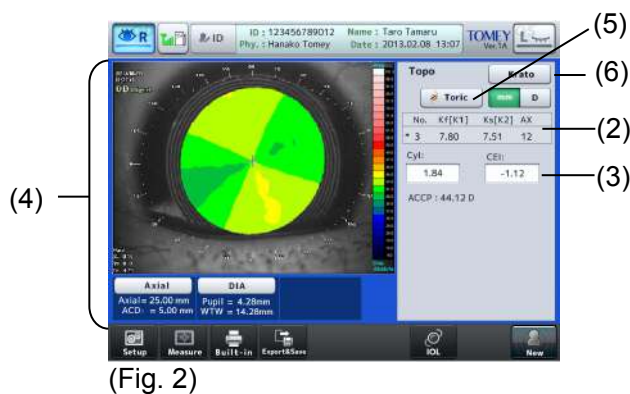 R
ID
ID : 123456789012 Name : Taro Tamaru
Phy. : Hanako Tomey Date : 2013.02.08 13:07
TOMEY
Ver.1A
(5)
Topo
Krato
(6)
Toric
mm D
No. Kf[K1] Ks[K2] AX
* 3 7.80 7.51 12
(2)
Cyl: CEI:
1.84 -1.12
(3)
ACCP : 44.12 D
(4)
Axial DIA
Axial= 25.00 mm Pupil = 4.28mm
ACD: = 5.00 mm WTW = 14.28mm
Setup Measure Built-in Export&Save IOL New
(Fig. 2)